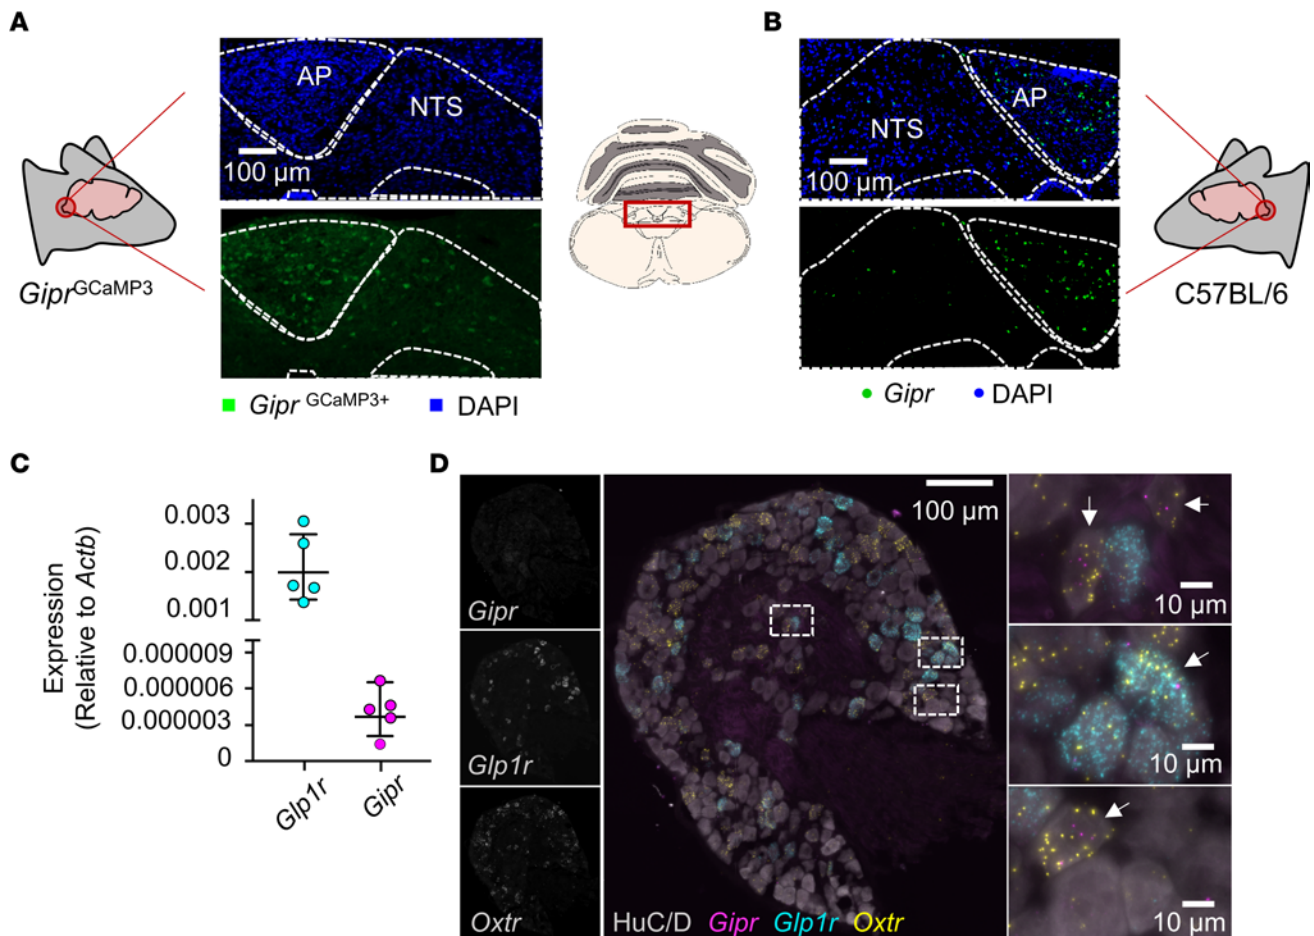 A
AP
NTS
100 µm
Gipr GCaMP3
Gipr GCaMP3+
DAPI
B
AP
NTS
100 µm
C57BL/6
Gipr
DAPI
C
Expression
(Relative to Actb)
0.003
0.002
0.001
0.000009
0.000006
0.000003
0
Glp1r
Gipr
D
Gipr
Glp1r
Oxtr
100 µm
HuC/D Gipr Glp1r Oxtr
10 µm
10 µm
10 µm